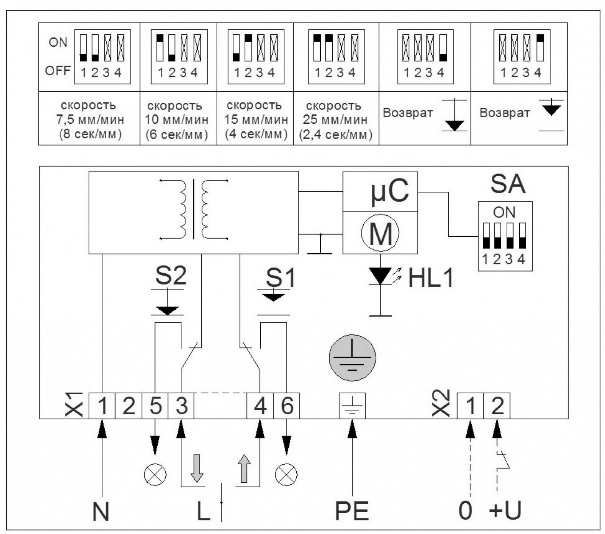 ON
OFF
1 2 3 4
1 2 3 4
1 2 3 4
1 2 3 4
1 2 3 4
1 2 3 4
скорость
7,5 мм/мин
(8 сек/мм)
скорость
10 мм/мин
(6 сек/мм)
скорость
15 мм/мин
(4 сек/мм)
скорость
25 мм/мин
(2,4 сек/мм)
Возврат
Возврат
µC
M
SA
ON
1 2 3 4
HL1
S2
S1
X1
1 2 5 3 4 6
X2
1 2
N
L
PE
0
+U